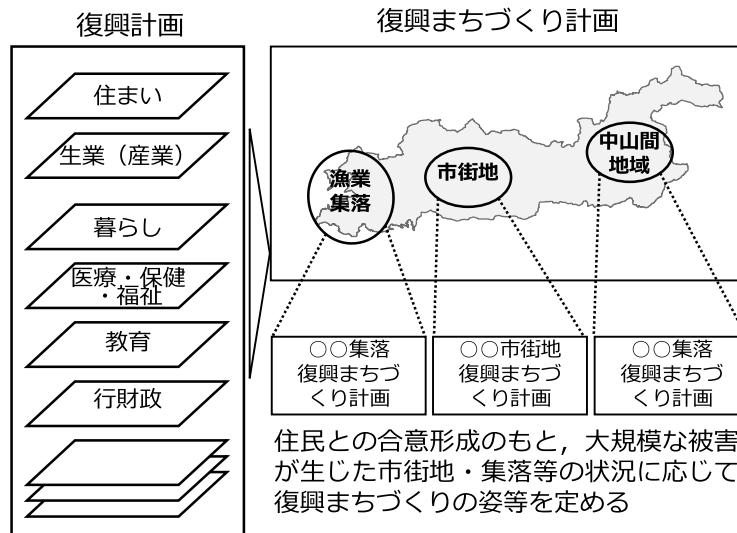 復興計画
住まい
生業（産業）
暮らし
医療・保健
・福祉
教育
行財政
復興まちづくり計画
漁業
集落
市街地
中山間
地域
○○集落
復興まちづ
くり計画
○○市街地
復興まちづ
くり計画
○○集落
復興まちづ
くり計画
住民との合意形成のもと，大規模な被害
が生じた市街地・集落等の状況に応じて
復興まちづくりの姿等を定める